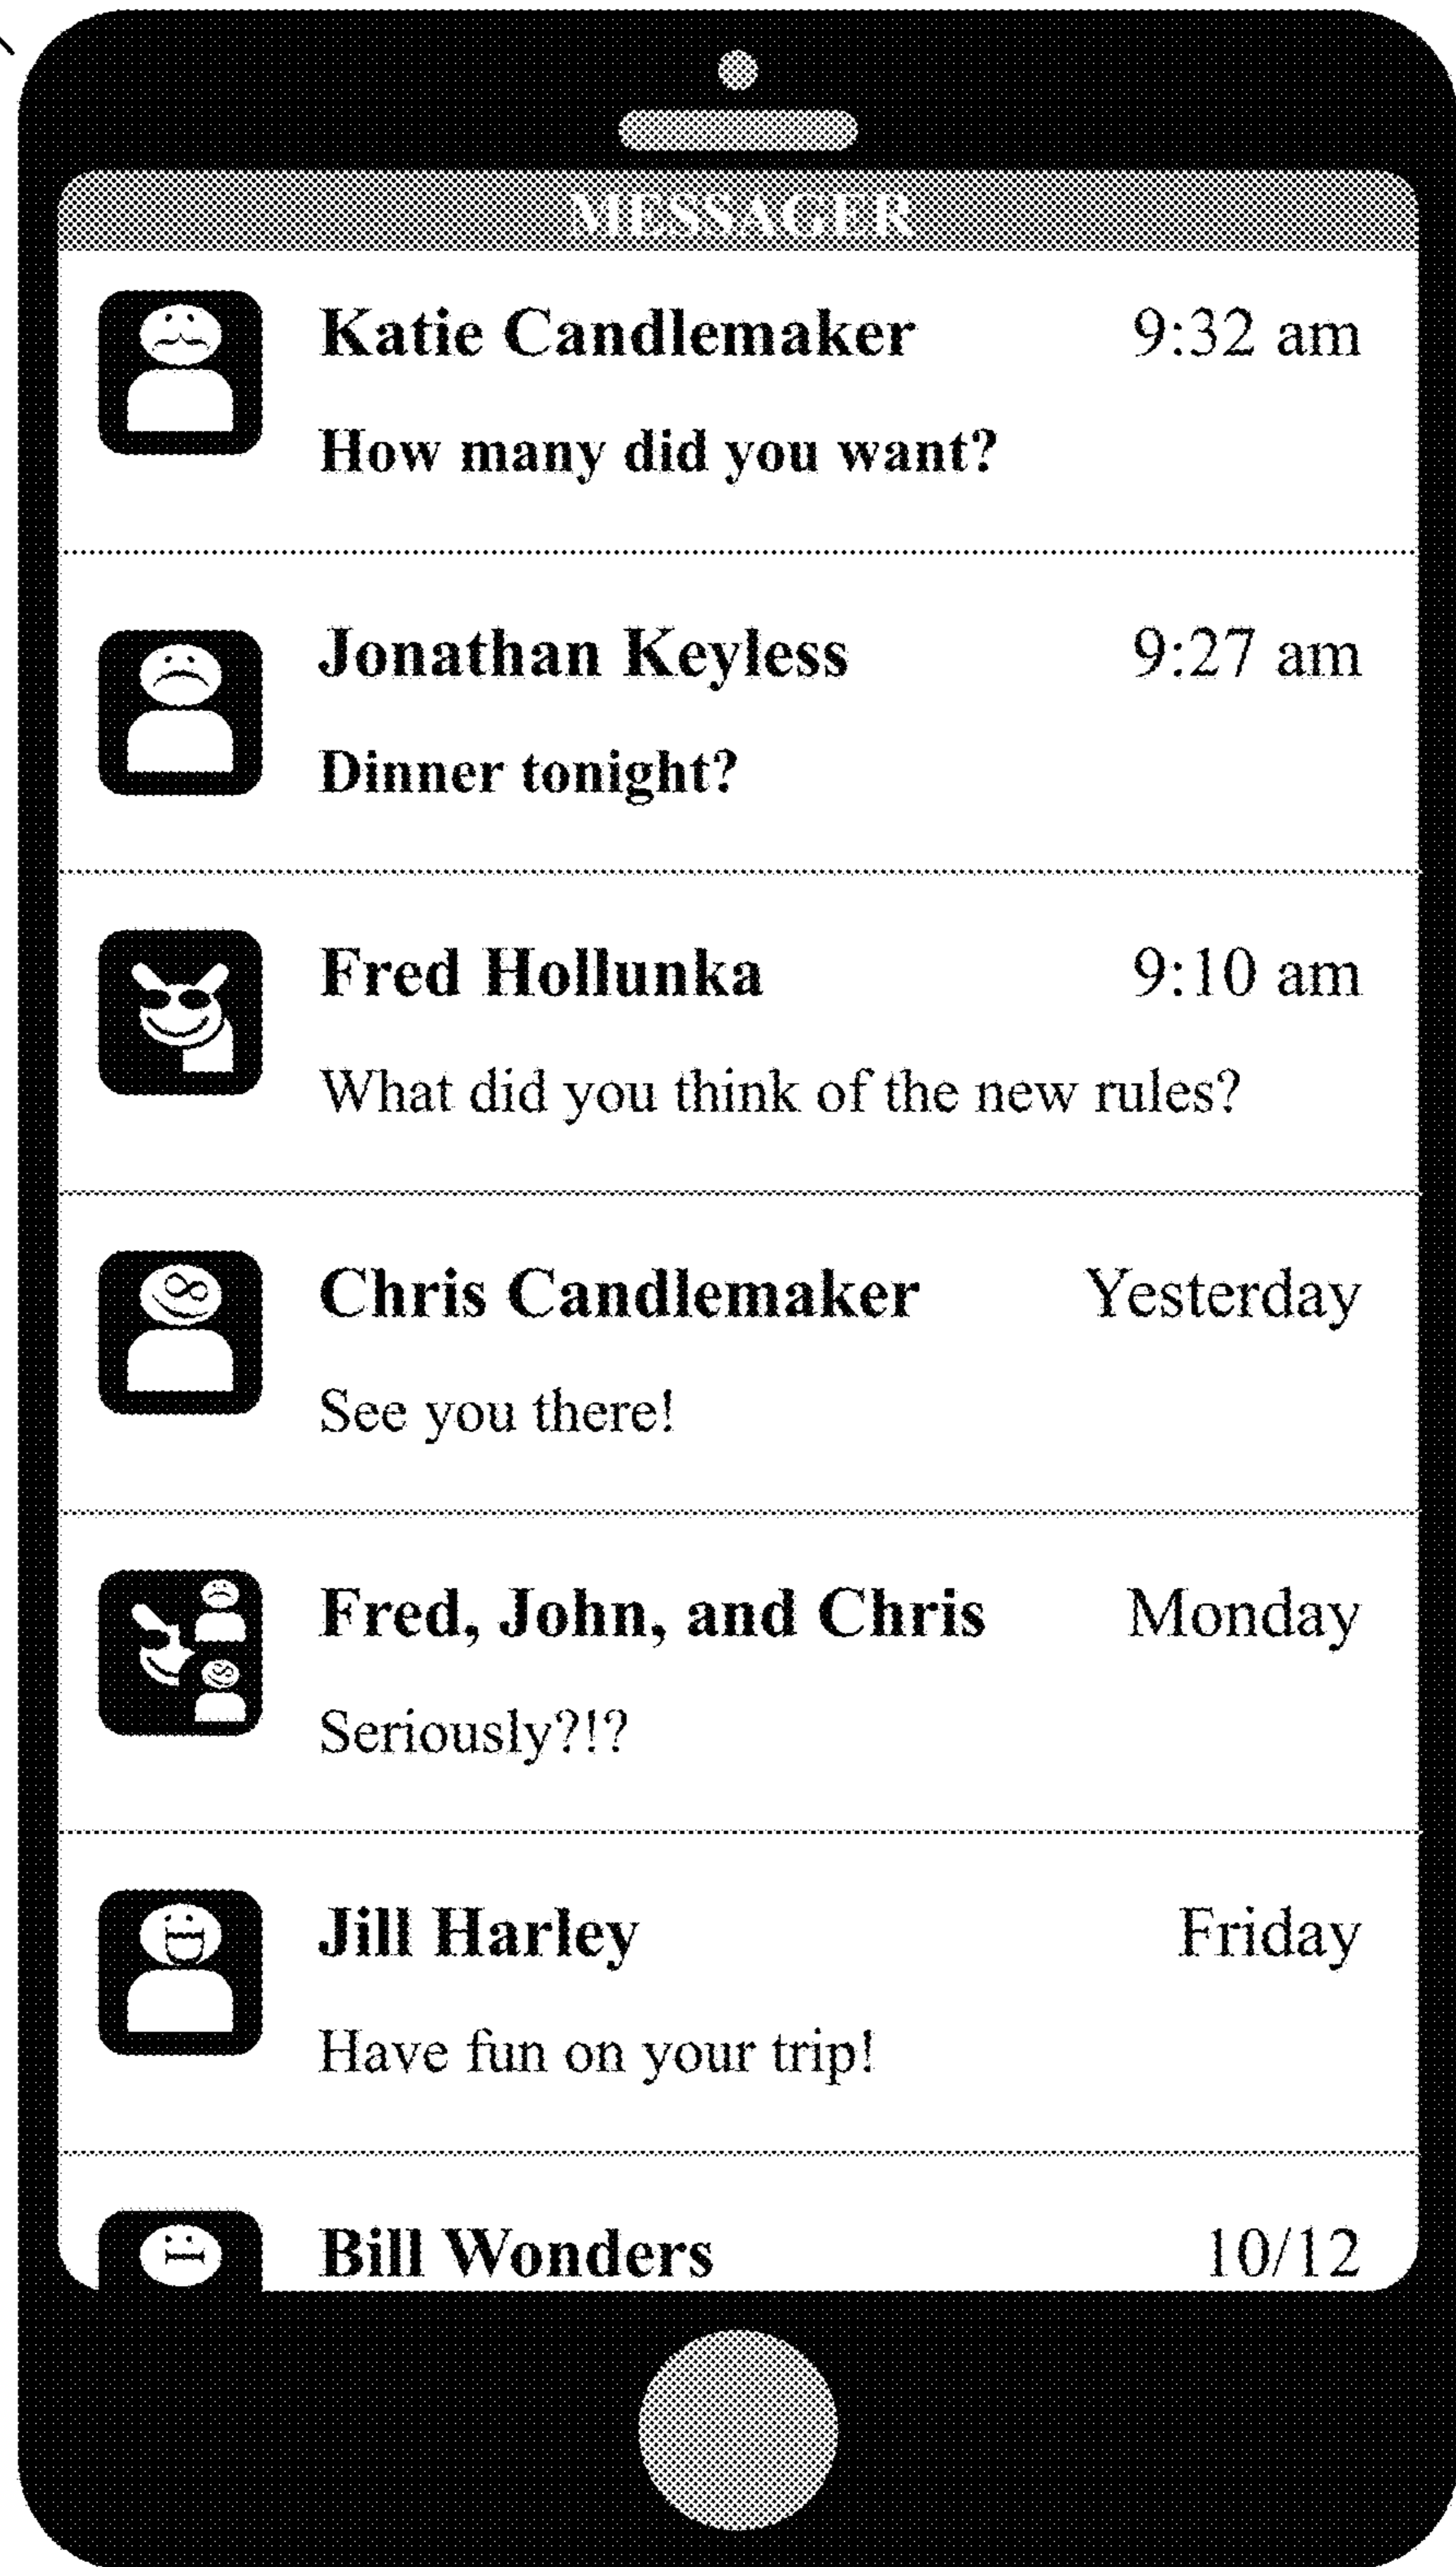 MESSAGER
Katie Candlemaker 9:32 am
How many did you want?
Jonathan Keyless 9:27 am
Dinner tonight?
Fred Hollunka 9:10 am
What did you think of the new rules?
Chris Candlemaker Yesterday
See you there!
Fred, John, and Chris Monday
Seriously?!?
Jill Harley Friday
Have fun on your trip!
Bill Wonders 10/12